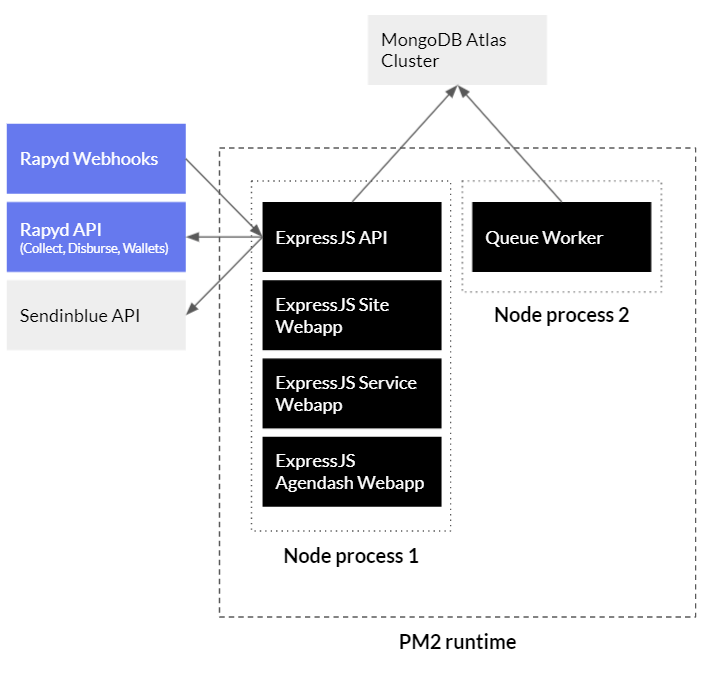 MongoDB Atlas
Cluster
Rapyd Webhooks
Rapyd API
(Collect, Disburse, Wallets)
Sendinblue API
ExpressJS API
ExpressJS Site
Webapp
ExpressJS Service
Webapp
ExpressJS
Agendash Webapp
Node process 1
Queue Worker
Node process 2
PM2 runtime